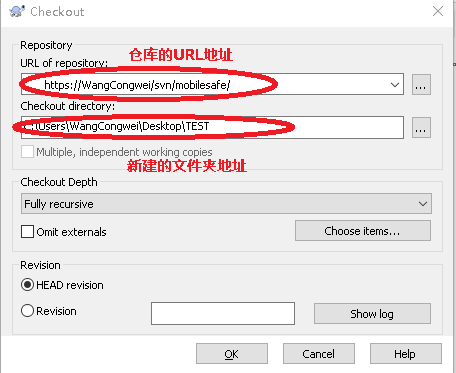 Checkout
Repository
仓库的URL地址
URL of repository:
https://WangCongwei/svn/mobilesafe/
...
Checkout directory:
C:\Users\WangCongwei\Desktop\TEST
...
Multiple, independent working copies
新建的文件夹地址
Checkout Depth
Fully recursive
Omit externals
Choose items...
Revision
HEAD revision
Revision
Show log
OK
Cancel
Help